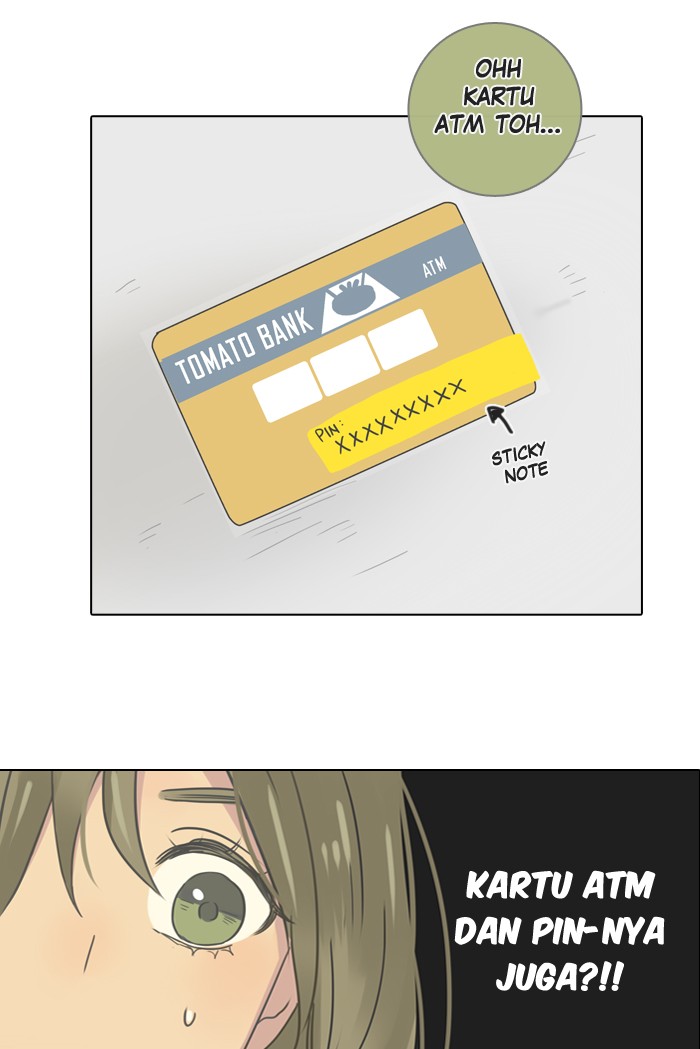 OHH
KARTU
ATM TOH...
ATM
TOMATO BANK
PIN:
XXXXXXXXX
STICKY
NOTE
KARTU ATM
DAN PIN-NYA
JUGA?!!